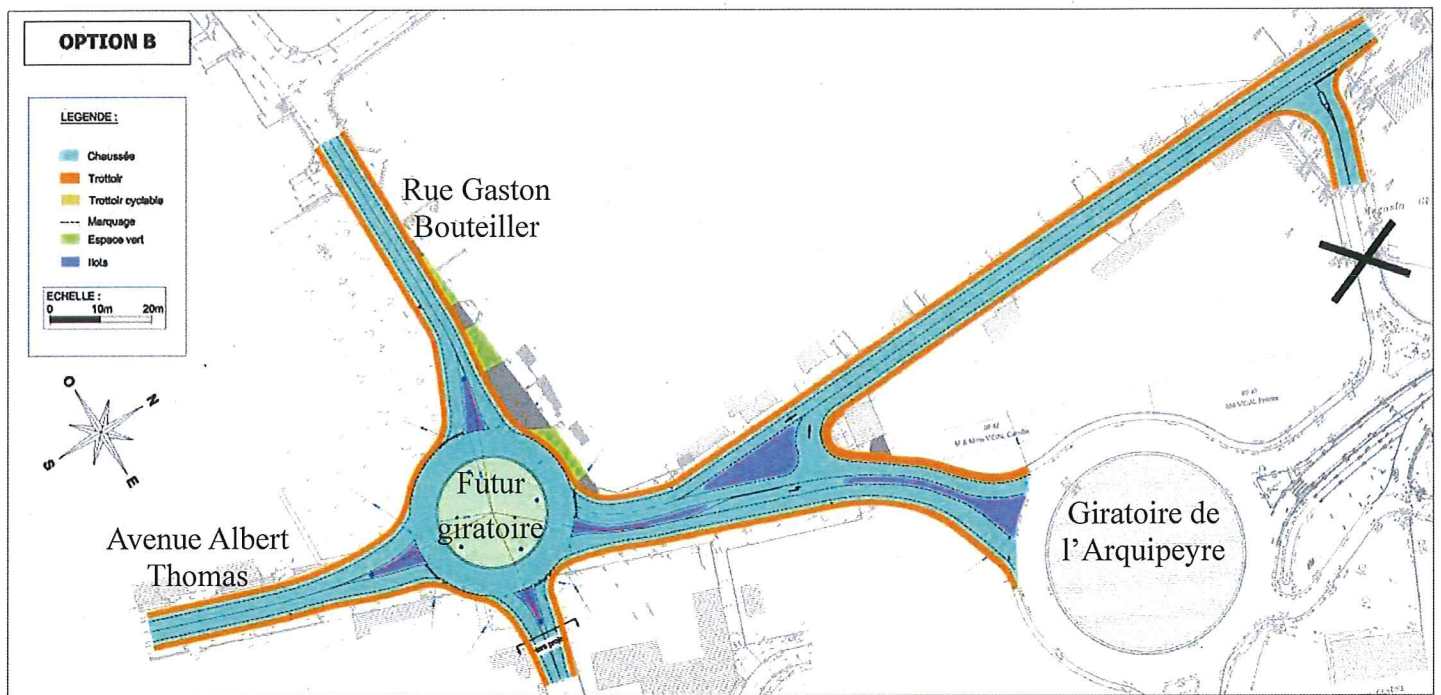 OPTION B
LEGENDE :
Chaussée
Trottoir
Trottoir cyclable
Marquage
Espace vert
Ilots
ECHELLE :
0 10m 20m
O
N
S
E
Rue Gaston
Bouteiller
Futur
giratoire
Avenue Albert
Thomas
Giratoire de
l'Arquipeyre
Magasin